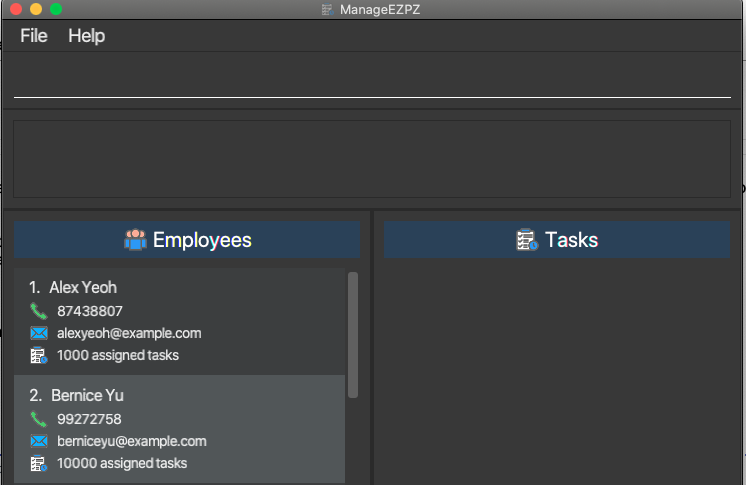 ManageEZPZ
File Help
Employees
Tasks
1. Alex Yeoh
87438807
alexyeoh@example.com
1000 assigned tasks
2. Bernice Yu
99272758
berniceyu@example.com
10000 assigned tasks